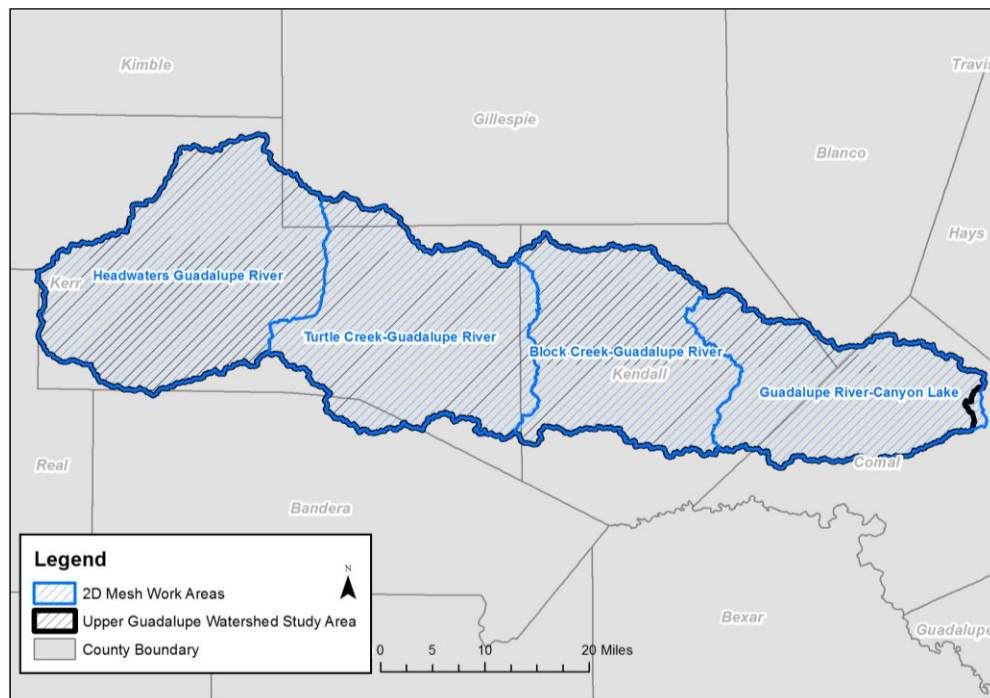 Kimble
Travis
Gillespie
Blanco
Hays
Headwaters Guadalupe River
Kerr
Turtle Creek-Guadalupe River
Block Creek-Guadalupe River
Kendall
Guadalupe River-Canyon Lake
Real
Comal
Bandera
Legend
N
2D Mesh Work Areas
Upper Guadalupe Watershed Study Area
County Boundary
Bexar
Guadalupe
0 5 10 20 Miles